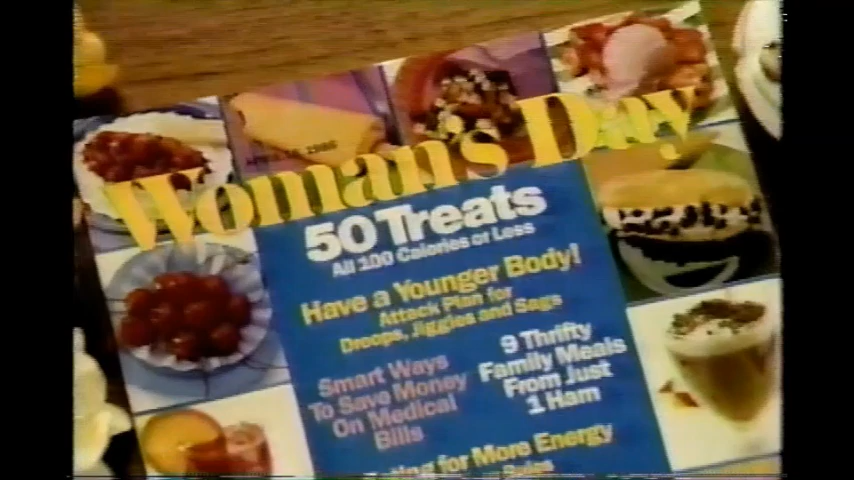 1986
Woman's Day
50 Treats
All 100 Calories or Less
Have a Younger Body!
Attack Plan for
Droops, Jiggles and Sags
Smart Ways
To Save Money
On Medical
Bills
9 Thrifty
Family Meals
From Just
1 Ham
for More Energy